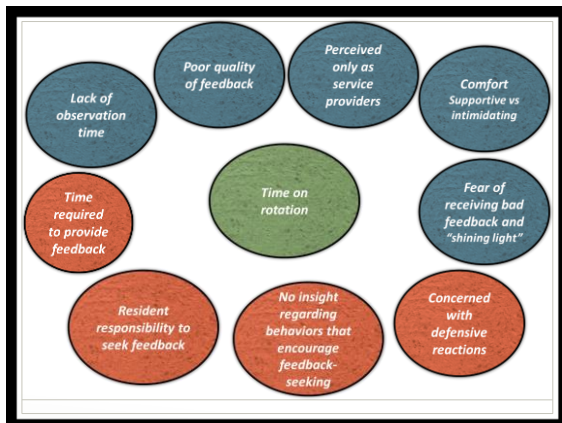 Poor quality
of feedback
Perceived
only as
service
providers
Lack of
observation
time
Comfort
Supportive vs
intimidating
Time on
rotation
Time
required
to provide
feedback
Fear of
receiving bad
feedback and
“shining light”
Resident
responsibility to
seek feedback
No insight
regarding
behaviors that
encourage
feedback-
seeking
Concerned
with
defensive
reactions